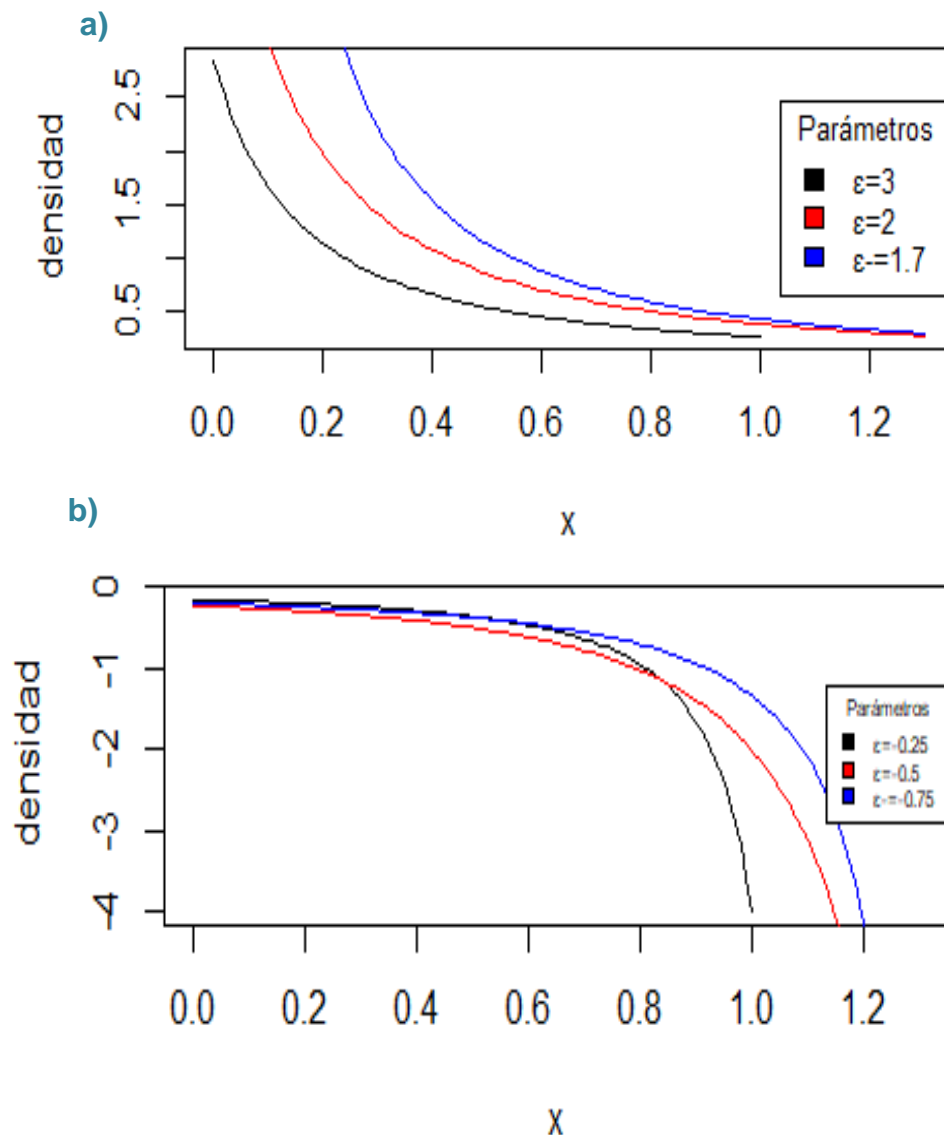 a)
densidad
2.5
1.5
0.5
Parámetros
ε=3
ε=2
ε-=1.7
0.0 0.2 0.4 0.6 0.8 1.0 1.2
x
b)
densidad
0
-1
-2
-3
-4
Parámetros
ε=-0.25
ε=-0.5
ε-=-0.75
0.0 0.2 0.4 0.6 0.8 1.0 1.2
x